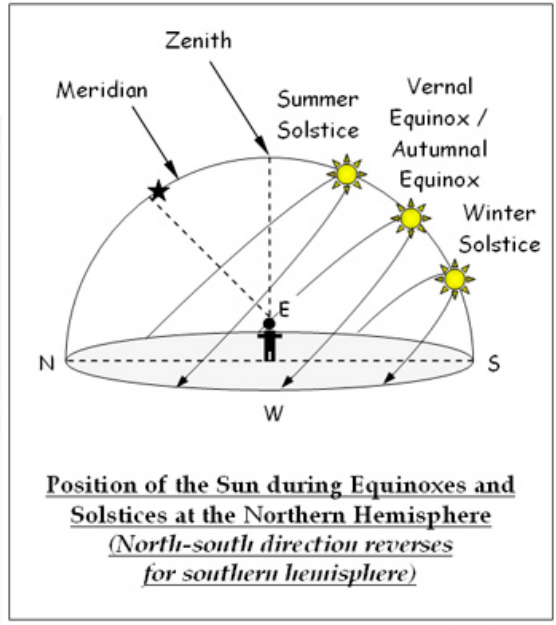 Zenith
Meridian
Summer
Solstice
Vernal
Equinox /
Autumnal
Equinox
Winter
Solstice
E
N
S
W
Position of the Sun during Equinoxes and
Solstices at the Northern Hemisphere
(North-south direction reverses
for southern hemisphere)